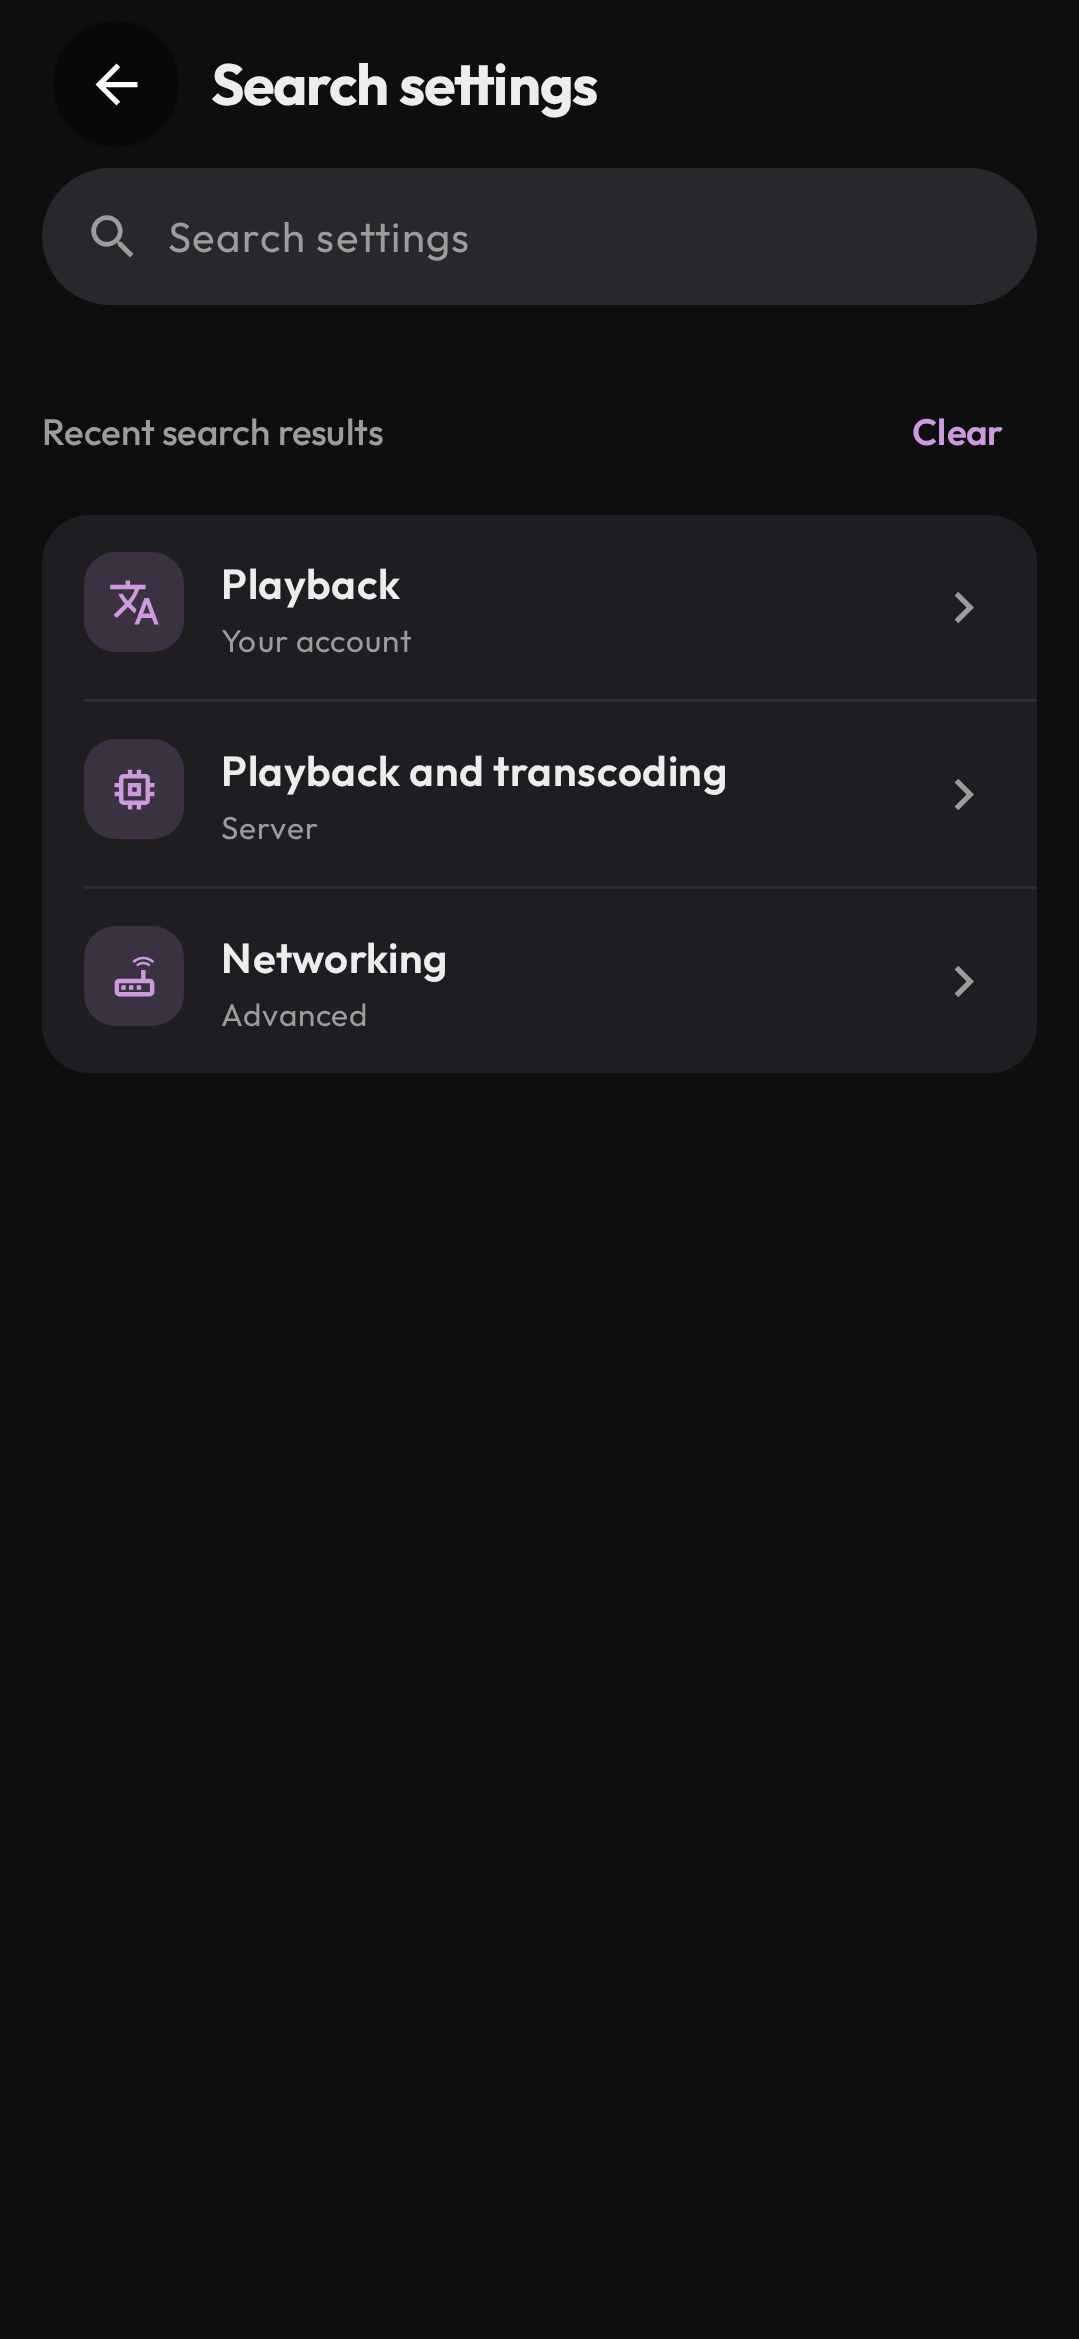 Search settings
Search settings
Recent search results
Clear
Playback
Your account
Playback and transcoding
Server
Networking
Advanced